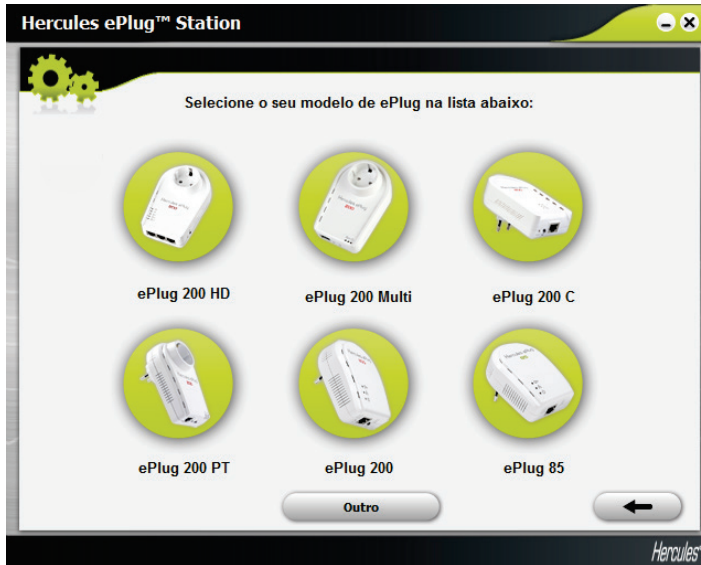 Hercules ePlug™ Station
Selecione o seu modelo de ePlug na lista abaixo:
ePlug 200 HD
ePlug 200 Multi
ePlug 200 C
ePlug 200 PT
ePlug 200
ePlug 85
Outro
Hercules